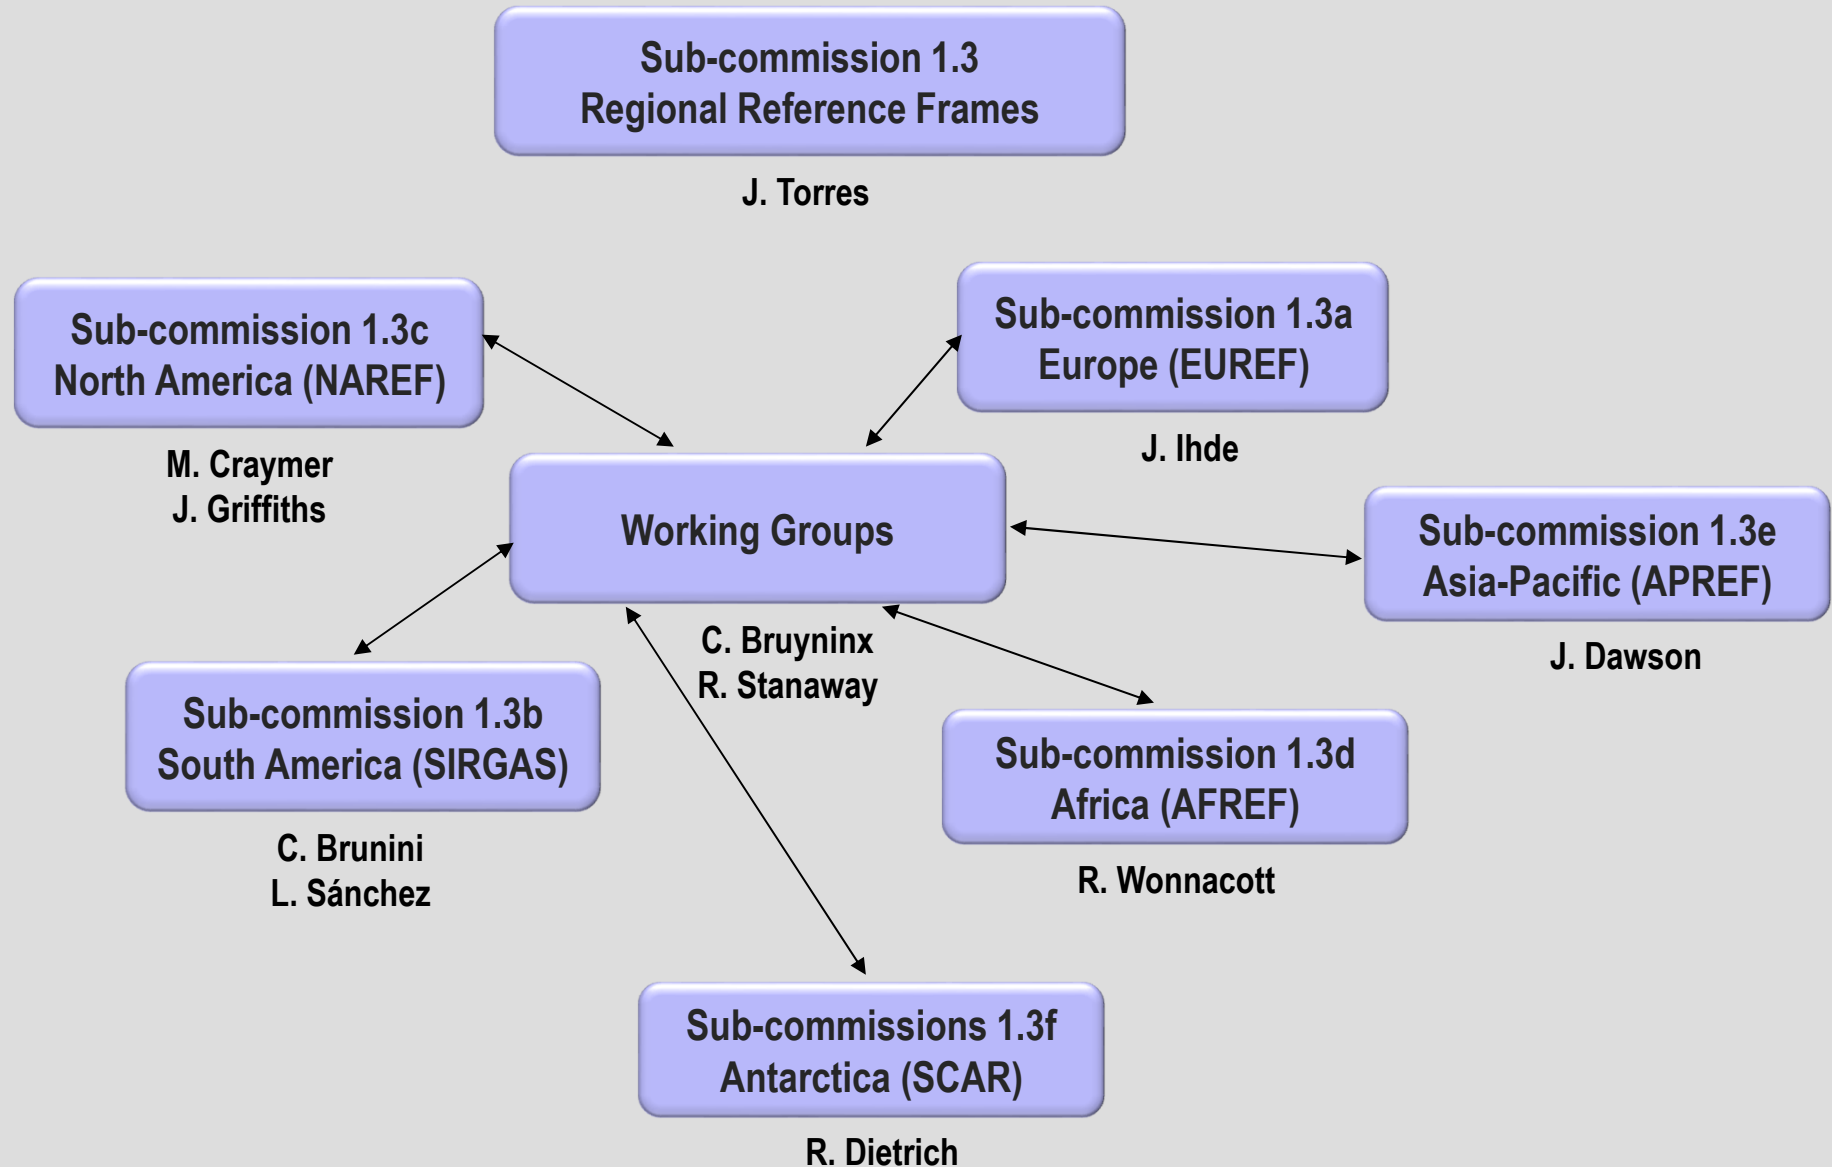 Sub-commission 1.3
Regional Reference Frames
J. Torres
Sub-commission 1.3c
North America (NAREF)
M. Craymer
J. Griffiths
Sub-commission 1.3a
Europe (EUREF)
J. Ihde
Working Groups
C. Bruyninx
R. Stanaway
Sub-commission 1.3e
Asia-Pacific (APREF)
J. Dawson
Sub-commission 1.3b
South America (SIRGAS)
C. Brunini
L. Sánchez
Sub-commission 1.3d
Africa (AFREF)
R. Wonnacott
Sub-commissions 1.3f
Antarctica (SCAR)
R. Dietrich